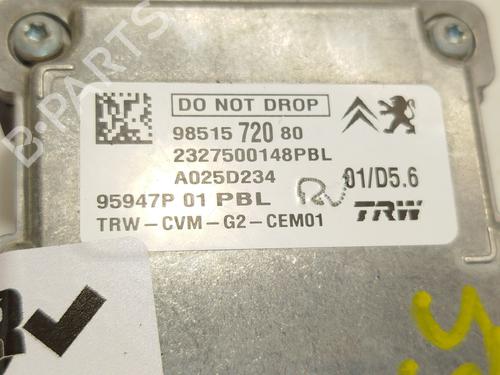 DO NOT DROP
98515 720 80
2327500148PBL
A025D234
01/D5.6
95947P 01 PBL
TRW
TRW-CVM-G2-CEM01
B-PARTS